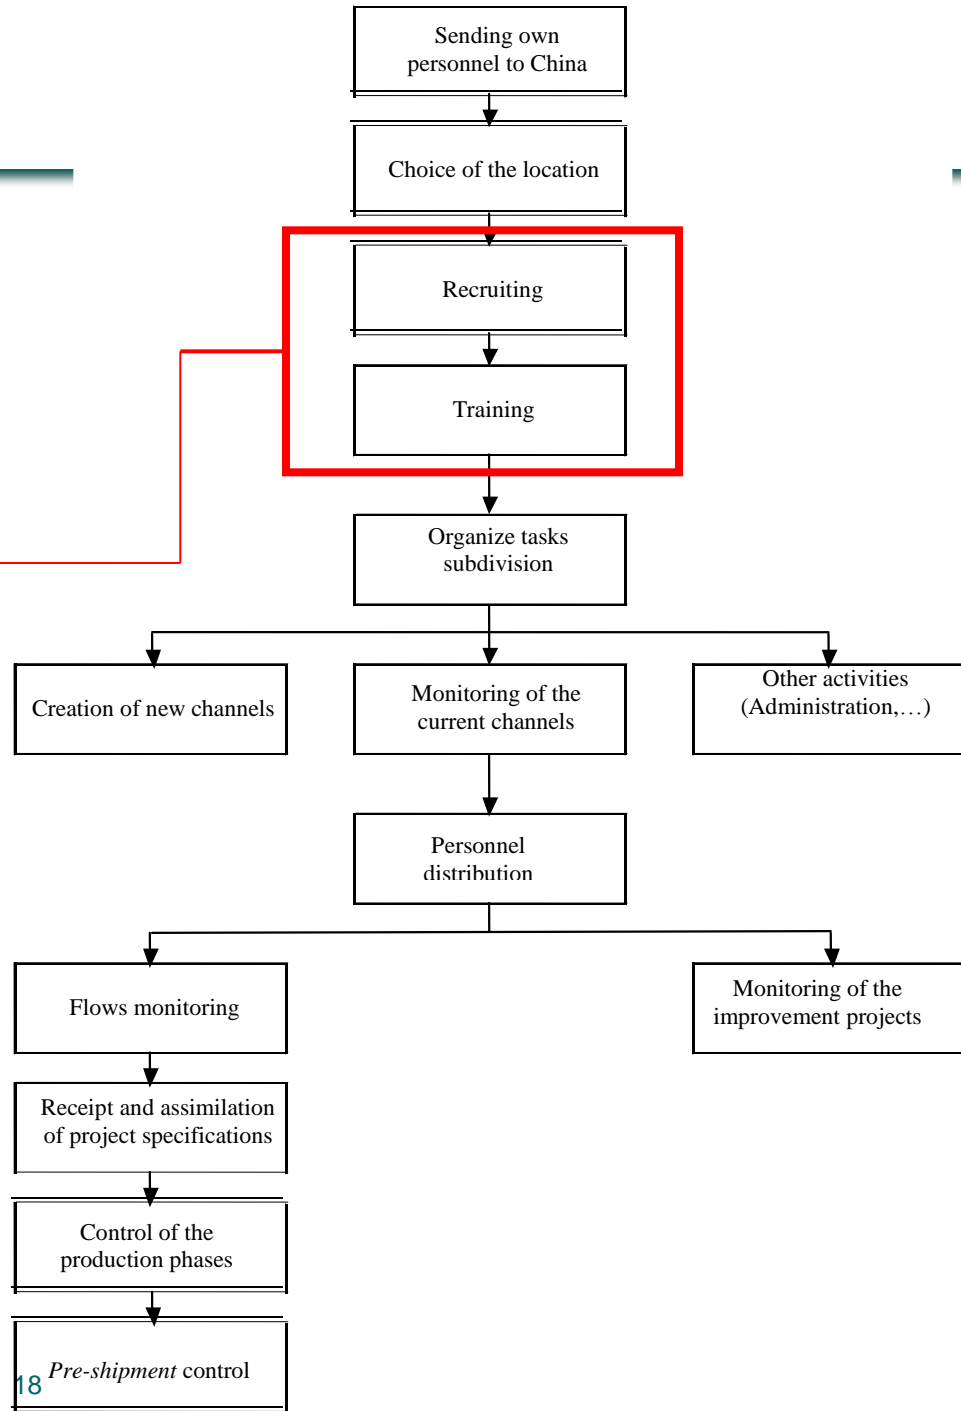 Sending own
personnel to China
Choice of the location
Recruiting
Training
Organize tasks
subdivision
Creation of new channels
Monitoring of the
current channels
Other activities
(Administration,…)
Personnel
distribution
Flows monitoring
Monitoring of the
improvement projects
Receipt and assimilation
of project specifications
Control of the
production phases
Pre-shipment control
18